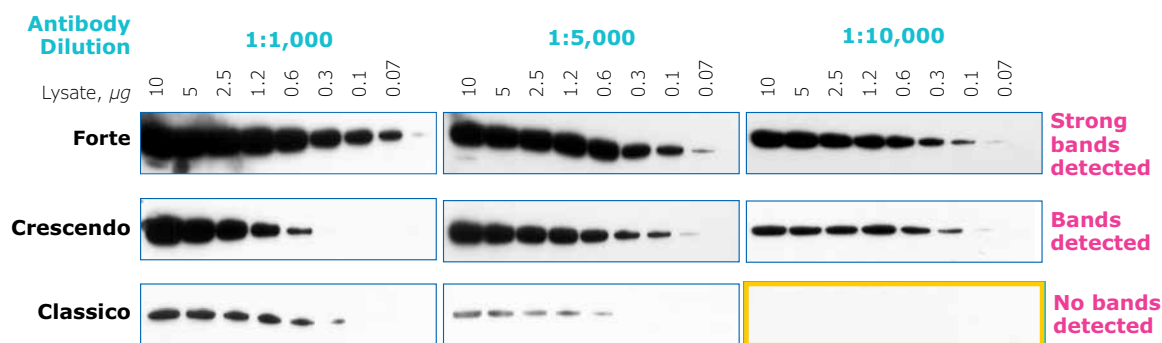 Antibody Dilution 1:1,000 1:5,000 1:10,000
Lysate, µg 10 5 2.5 1.2 0.6 0.3 0.1 0.07 10 5 2.5 1.2 0.6 0.3 0.1 0.07 10 5 2.5 1.2 0.6 0.3 0.1 0.07
Forte
Strong
bands
detected
Crescendo
Bands
detected
Classico
No bands
detected